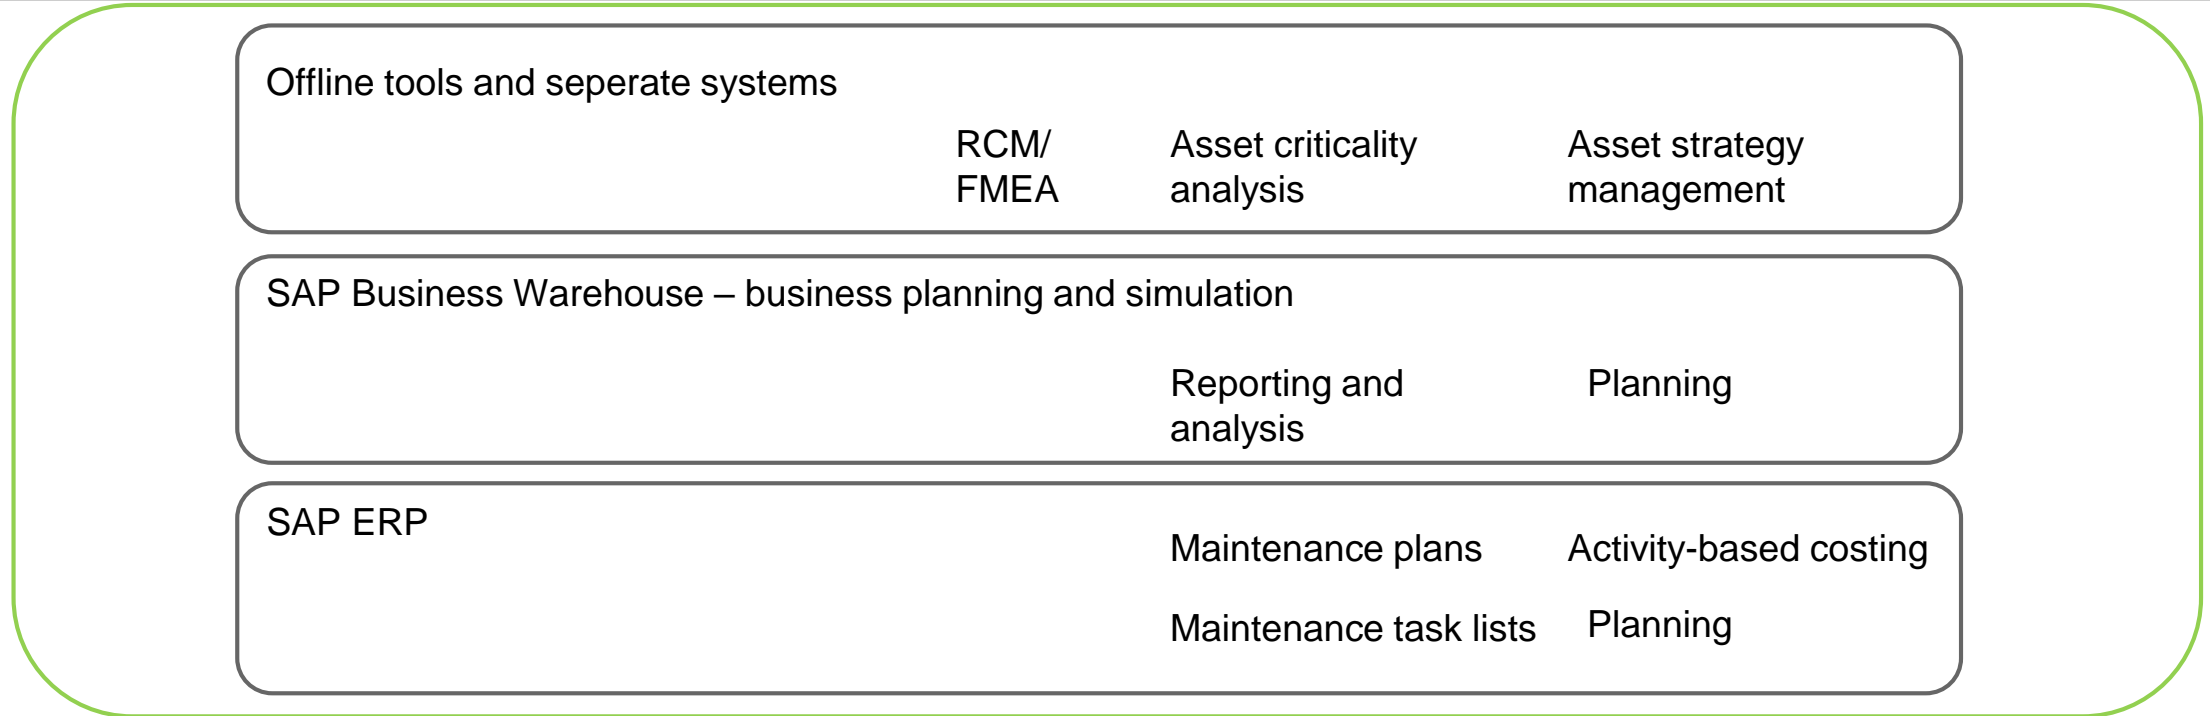 Offline tools and seperate systems
RCM/
FMEA
Asset criticality
analysis
Asset strategy
management
SAP Business Warehouse – business planning and simulation
Reporting and
analysis
Planning
SAP ERP
Maintenance plans
Activity-based costing
Maintenance task lists
Planning